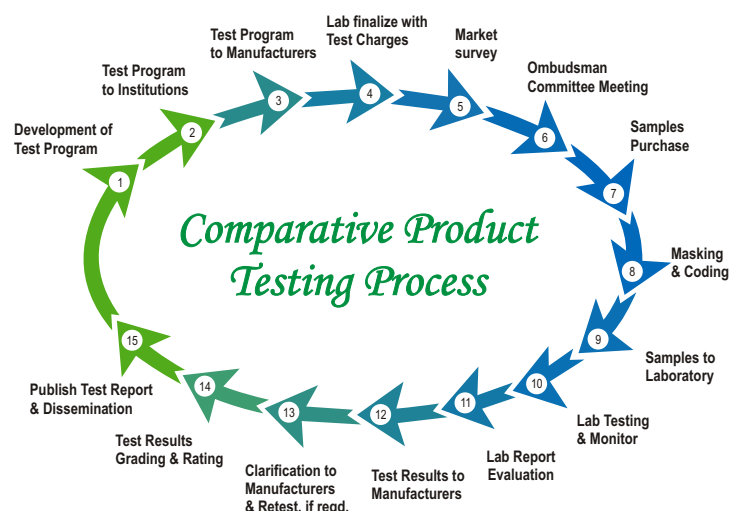 Comparative Product
Testing Process
1
Development of
Test Program
2
Test Program
to Institutions
3
Test Program
to Manufacturers
4
Lab finalize with
Test Charges
5
Market
survey
6
Ombudsman
Committee Meeting
7
Samples
Purchase
8
Masking
& Coding
9
Samples to
Laboratory
10
Lab Testing
& Monitor
11
Lab Report
Evaluation
12
Test Results to
Manufacturers
13
Clarification to
Manufacturers
& Retest, if reqd.
14
Test Results
Grading & Rating
15
Publish Test Report
& Dissemination